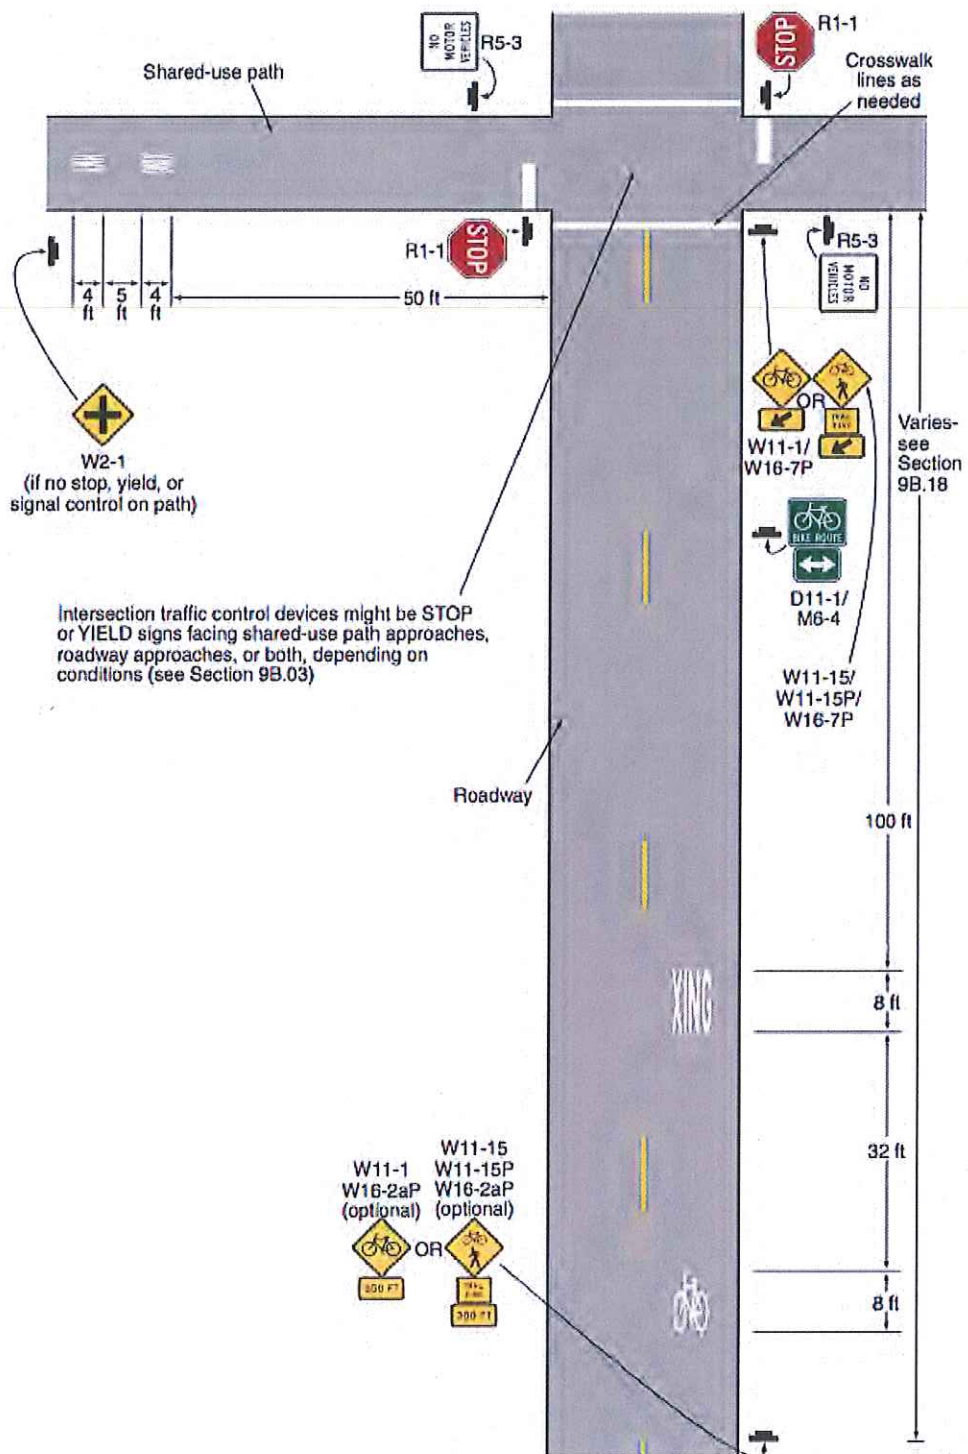 NO
MOTOR
VEHICLES
R5-3
STOP
R1-1
Shared-use path
Crosswalk
lines as
needed
R1-1
STOP
R5-3
NO
MOTOR
VEHICLES
4
ft
5
ft
4
ft
50 ft
W2-1
(if no stop, yield, or
signal control on path)
OR
W11-1/
W16-7P
Varies-
see
Section
9B.18
BIKE ROUTE
D11-1/
M6-4
Intersection traffic control devices might be STOP
or YIELD signs facing shared-use path approaches,
roadway approaches, or both, depending on
conditions (see Section 9B.03)
W11-15/
W11-15P/
W16-7P
Roadway
100 ft
XING
8 ft
32 ft
W11-1
W16-2aP
(optional)
W11-15
W11-15P
W16-2aP
(optional)
OR
8 ft